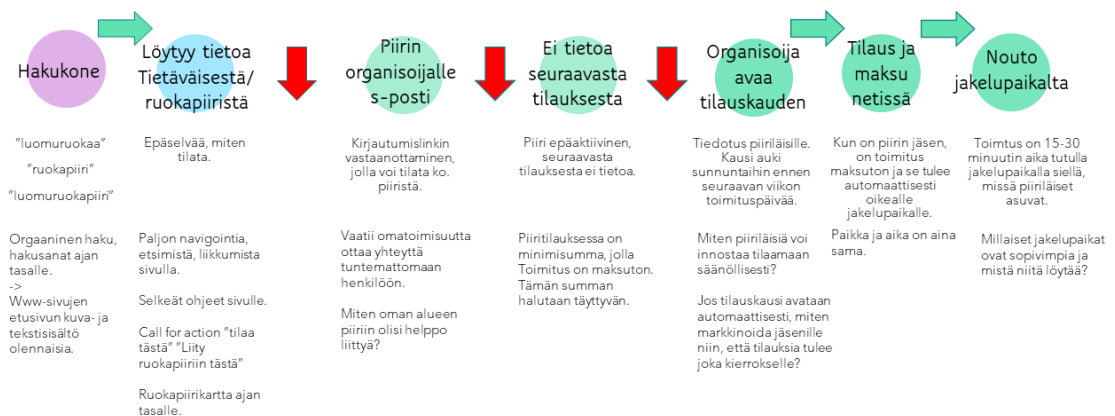 Hakukone
Löytyy tietoa
Tietäväisestä/
ruokapiiristä
Piirin
organisoijalle
s-posti
Ei tietoa
seuraavasta
tilauksesta
Organisoija
avaa
tilauskauden
Tilaus ja
maksu
netissä
Nouto
jakelupaikalta
"luomuruokaa"
"ruokapiiri"
"luomuruokapiiri"
Epäselvää, miten
tilata.
Kirjautumislinkin
vastaanottaminen,
jolla voi tilata ko.
piiristä.
Piiri epäaktiivinen,
seuraavasta
tilauksesta ei tietoa.
Tiedotus piiriläisille.
Kausi auki
sunnuntaihin ennen
seuraavan viikon
toimituspäivää.
Kun on piirin jäsen,
on toimitus
maksuton ja se tulee
automaattisesti
oikealle
jakelupaikalle.
Toimtus on 15-30
minuutin aika tutulla
jakelupaikalla siellä,
missä piiriläiset
asuvat.
Orgaaninen haku,
hakusanat ajan
tasalle.
->
Www-sivujen
etusivun kuva- ja
tekstisisältö
olennaisia.
Paljon navigointia,
etsimistä, liikkumista
sivulla.
Selkeät ohjeet sivulle.
Call for action "tilaa
tästä" "Liity
ruokapiiriin tästä"
Ruokapiirikartta ajan
tasalle.
Vaatii omatoimisuutta
ottaa yhteyttä
tuntemattomaan
henkilöön.
Miten oman alueen
piiriin olisi helppo
liittyä?
Piiritilauksessa on
minimisumma, jolla
Toimitus on maksuton.
Tämän summan
halutaan täyttyvän.
Miten piiriläisiä voi
innostaa tilaamaan
säänöllisesti?
Jos tilauskausi avataan
automaattisesti, miten
markkinoida jäsenille
niin, että tilauksia tulee
joka kierrokselle?
Paikka ja aika on aina
sama.
Millaiset jakelupaikat
ovat sopivimpia ja
mistä niitä löytää?